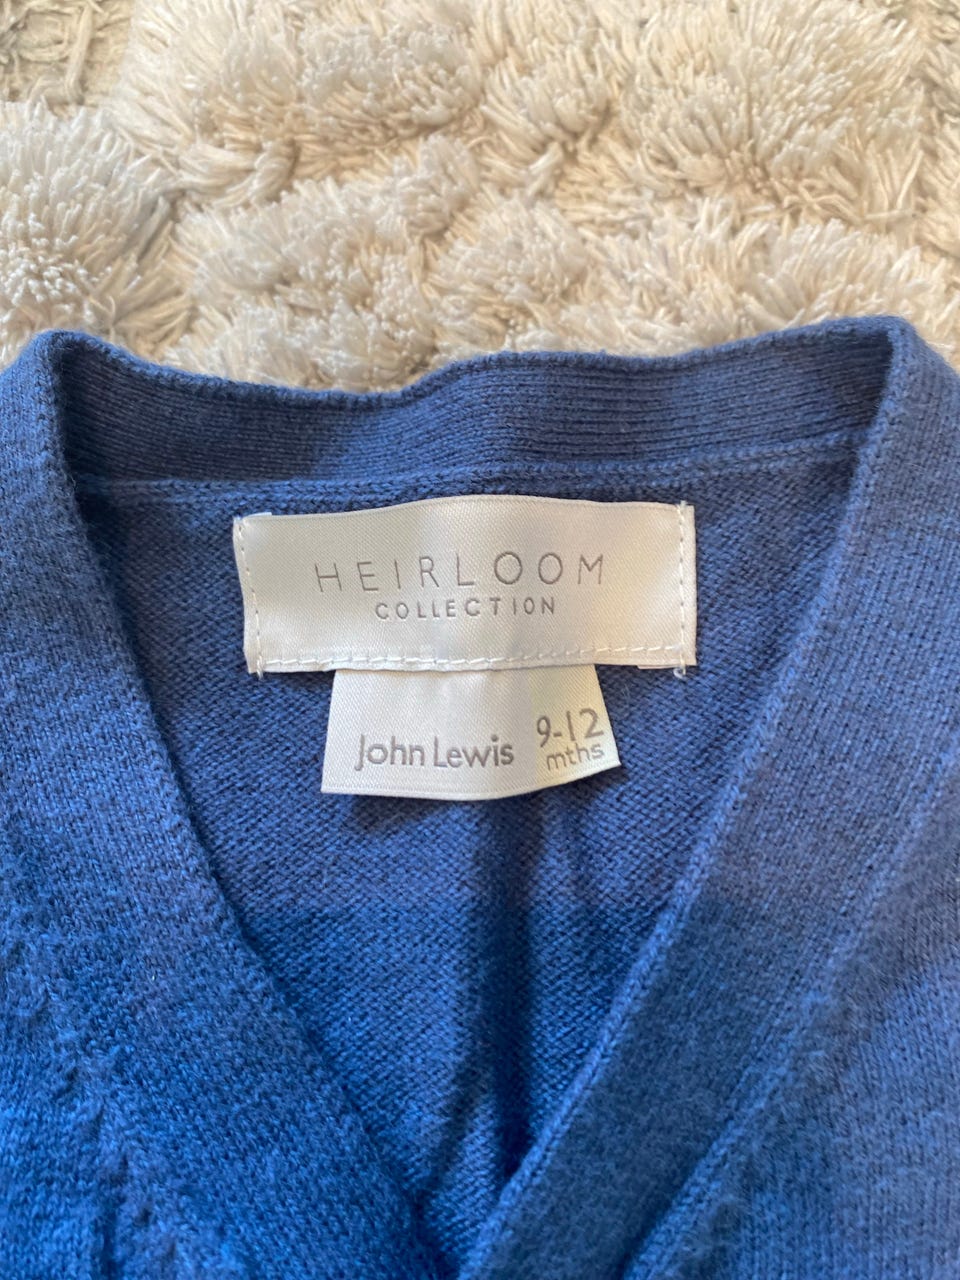 HEIRLOOM
COLLECTION
John Lewis 9-12
mths